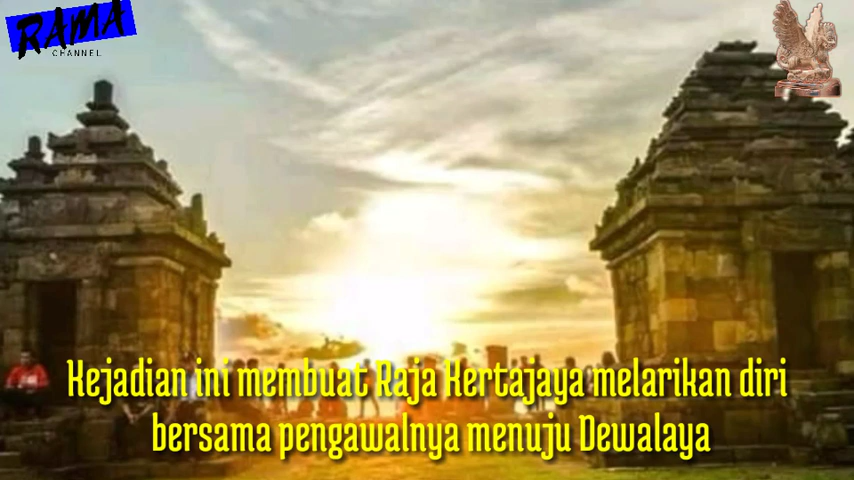 RAMA
CHANNEL
Kejadian ini membuat Raja Kertajaya melarikan diri
bersama pengawalnya menuju Dewalaya